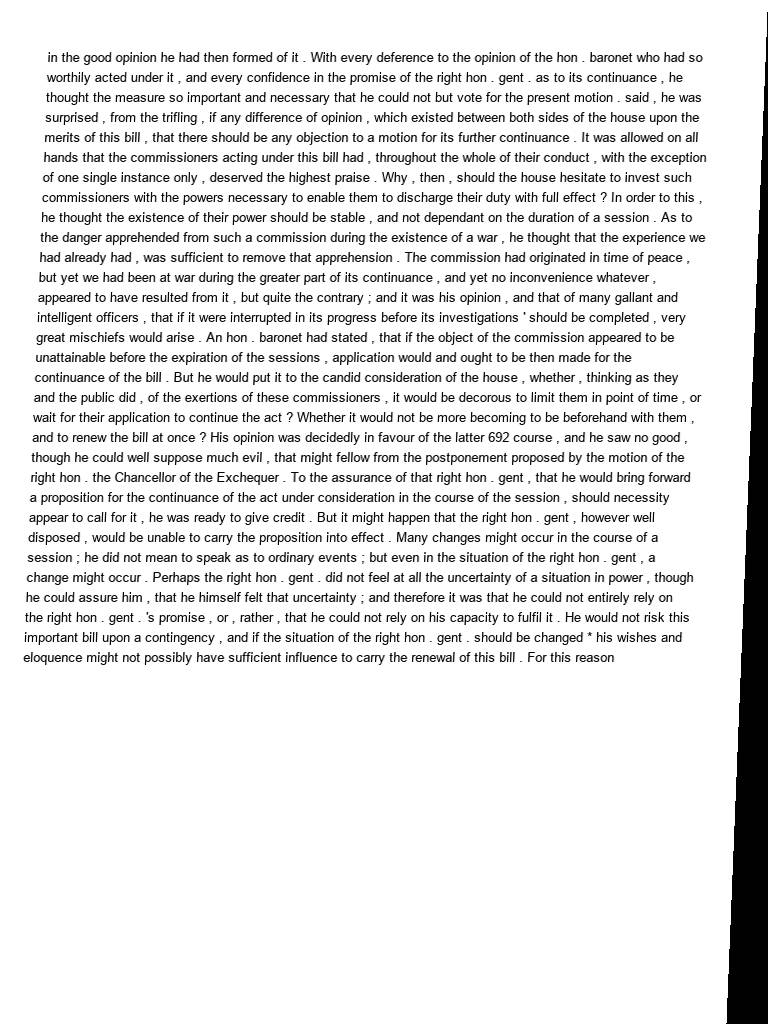 in the good opinion he had then formed of it . With every deference to the opinion of the hon . baronet who had so
worthily acted under it , and every confidence in the promise of the right hon . gent . as to its continuance , he
thought the measure so important and necessary that he could not but vote for the present motion . said , he was
surprised , from the trifling , if any difference of opinion , which existed between both sides of the house upon the
merits of this bill , that there should be any objection to a motion for its further continuance . It was allowed on all
hands that the commissioners acting under this bill had , throughout the whole of their conduct , with the exception
of one single instance only , deserved the highest praise . Why , then , should the house hesitate to invest such
commissioners with the powers necessary to enable them to discharge their duty with full effect ? In order to this ,
he thought the existence of their power should be stable , and not dependant on the duration of a session . As to
the danger apprehended from such a commission during the existence of a war , he thought that the experience we
had already had , was sufficient to remove that apprehension . The commission had originated in time of peace ,
but yet we had been at war during the greater part of its continuance , and yet no inconvenience whatever ,
appeared to have resulted from it , but quite the contrary ; and it was his opinion , and that of many gallant and
intelligent officers , that if it were interrupted in its progress before its investigations ' should be completed , very
great mischiefs would arise . An hon . baronet had stated , that if the object of the commission appeared to be
unattainable before the expiration of the sessions , application would and ought to be then made for the
continuance of the bill . But he would put it to the candid consideration of the house , whether , thinking as they
and the public did , of the exertions of these commissioners , it would be decorous to limit them in point of time , or
wait for their application to continue the act ? Whether it would not be more becoming to be beforehand with them ,
and to renew the bill at once ? His opinion was decidedly in favour of the latter 692 course , and he saw no good ,
though he could well suppose much evil , that might fellow from the postponement proposed by the motion of the
right hon . the Chancellor of the Exchequer . To the assurance of that right hon . gent , that he would bring forward
a proposition for the continuance of the act under consideration in the course of the session , should necessity
appear to call for it , he was ready to give credit . But it might happen that the right hon . gent , however well
disposed , would be unable to carry the proposition into effect . Many changes might occur in the course of a
session ; he did not mean to speak as to ordinary events ; but even in the situation of the right hon . gent , a
change might occur . Perhaps the right hon . gent . did not feel at all the uncertainty of a situation in power , though
he could assure him , that he himself felt that uncertainty ; and therefore it was that he could not entirely rely on
the right hon . gent . 's promise , or , rather , that he could not rely on his capacity to fulfil it . He would not risk this
important bill upon a contingency , and if the situation of the right hon . gent . should be changed * his wishes and
eloquence might not possibly have sufficient influence to carry the renewal of this bill . For this reason